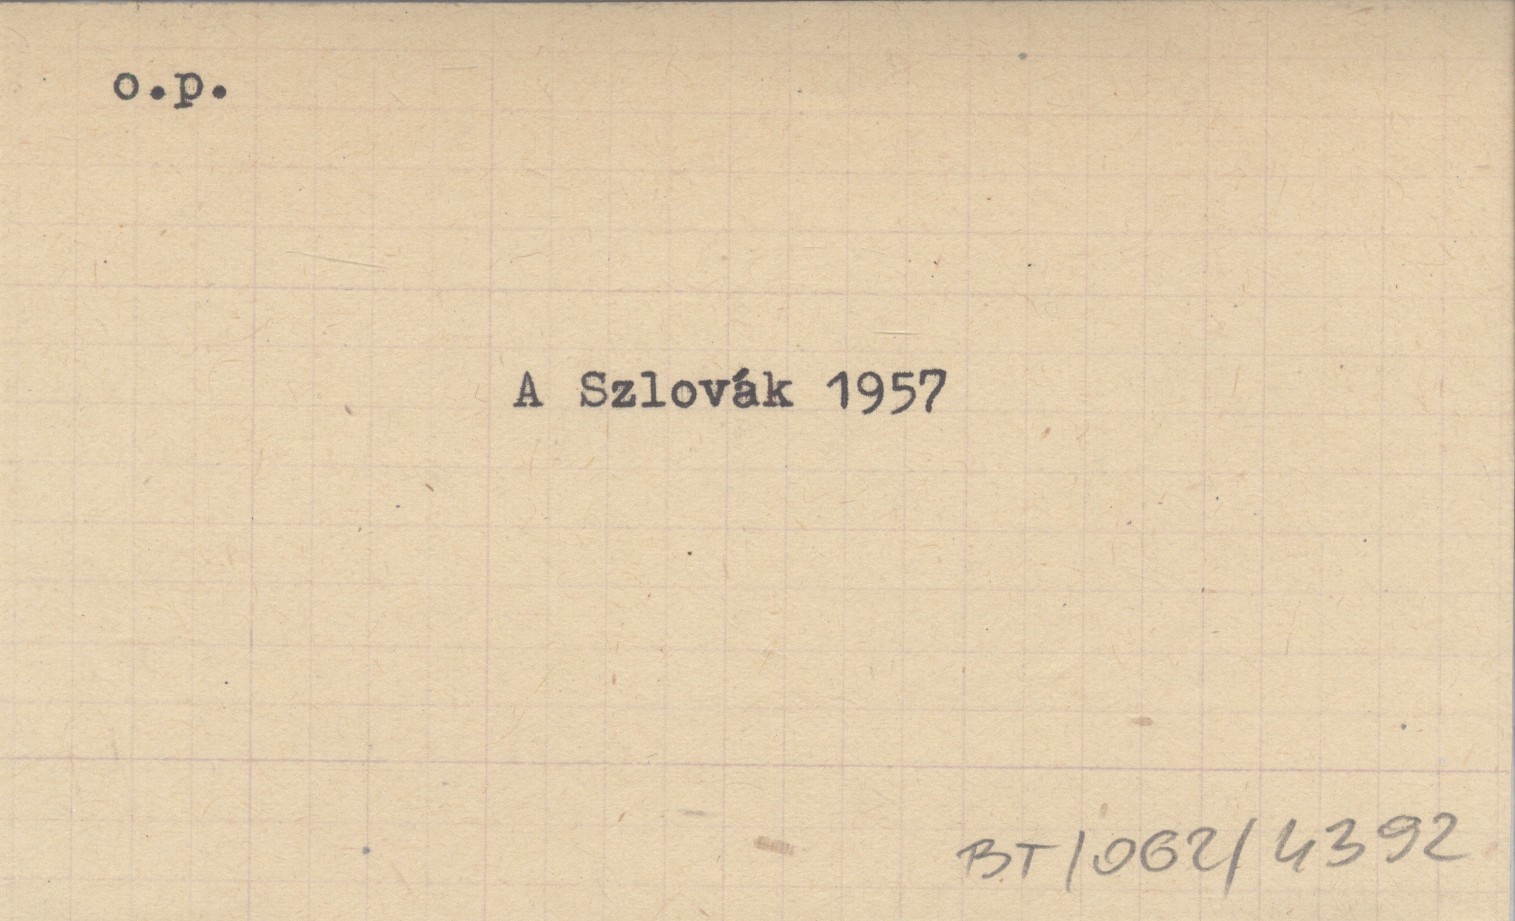 o.p.
A Szlovák 1957
BT/062/4392